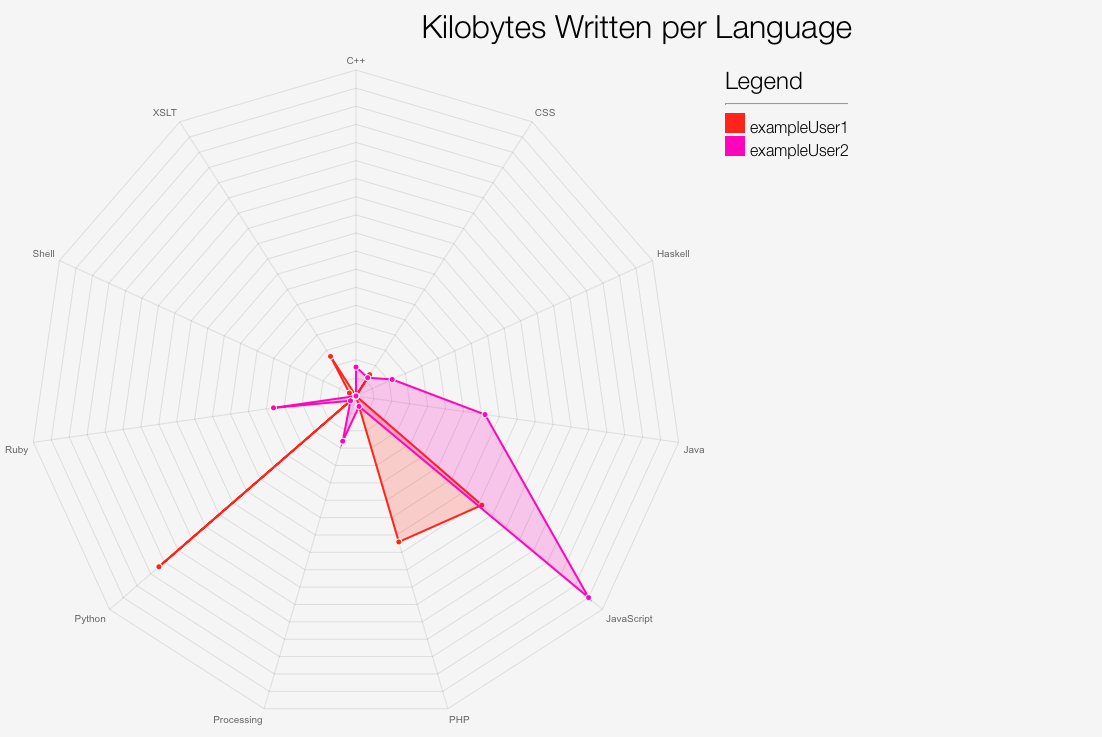 Kilobytes Written per Language
C++
XSLT
CSS
Legend
exampleUser1
exampleUser2
Shell
Haskell
Ruby
Java
Python
JavaScript
Processing
PHP